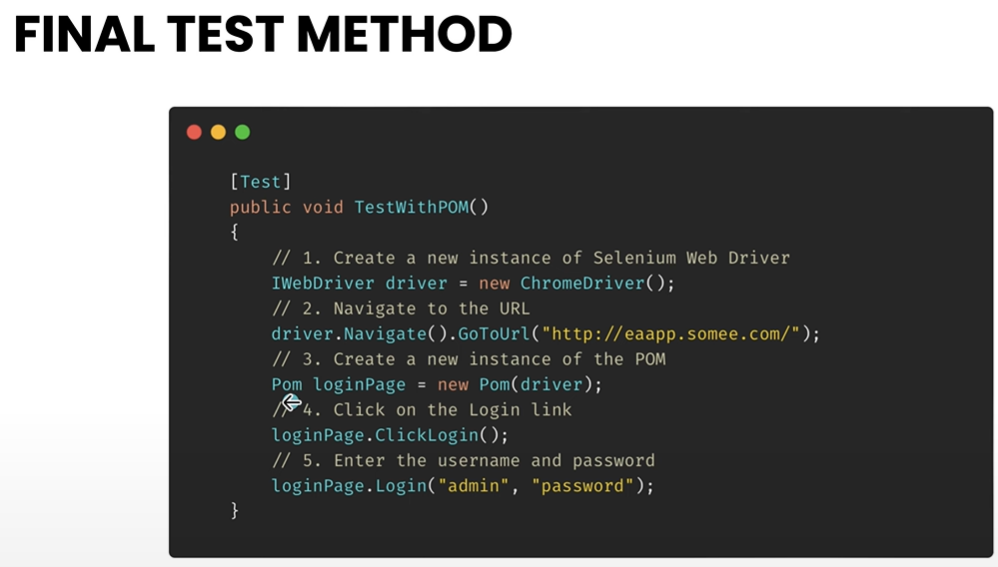 FINAL TEST METHOD
[Test]
public void TestWithPOM()
{
// 1. Create a new instance of Selenium Web Driver
IWebDriver driver = new ChromeDriver();
// 2. Navigate to the URL
driver.Navigate().GoToUrl("http://eaapp.somee.com/");
// 3. Create a new instance of the POM
Pom loginPage = new Pom(driver);
// 4. Click on the Login link
loginPage.ClickLogin();
// 5. Enter the username and password
loginPage.Login("admin", "password");
}